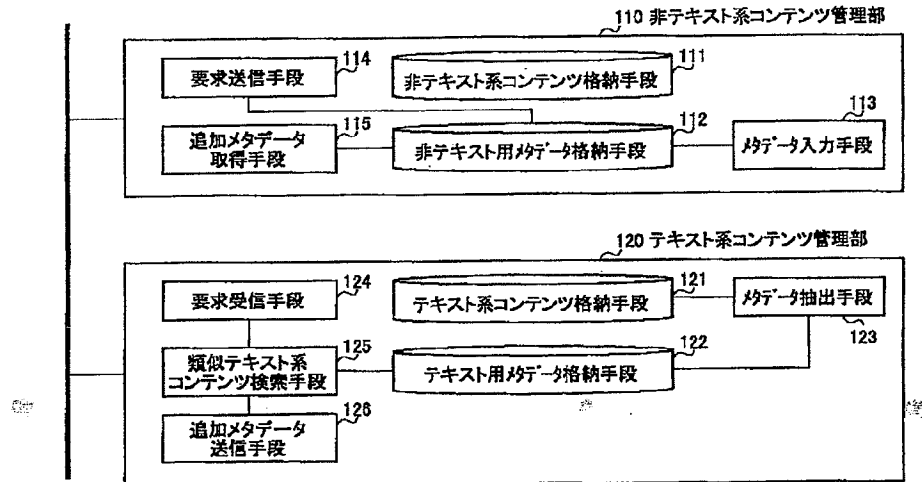 110 非テキスト系コンテンツ管理部
要求送信手段
114
非テキスト系コンテンツ格納手段
111
追加メタデータ
取得手段
115
非テキスト用メタデータ格納手段
112
メタデータ入力手段
113
120 テキスト系コンテンツ管理部
要求受信手段
124
テキスト系コンテンツ格納手段
121
メタデータ抽出手段
123
類似テキスト系
コンテンツ検索手段
125
テキスト用メタデータ格納手段
122
追加メタデータ
送信手段
126